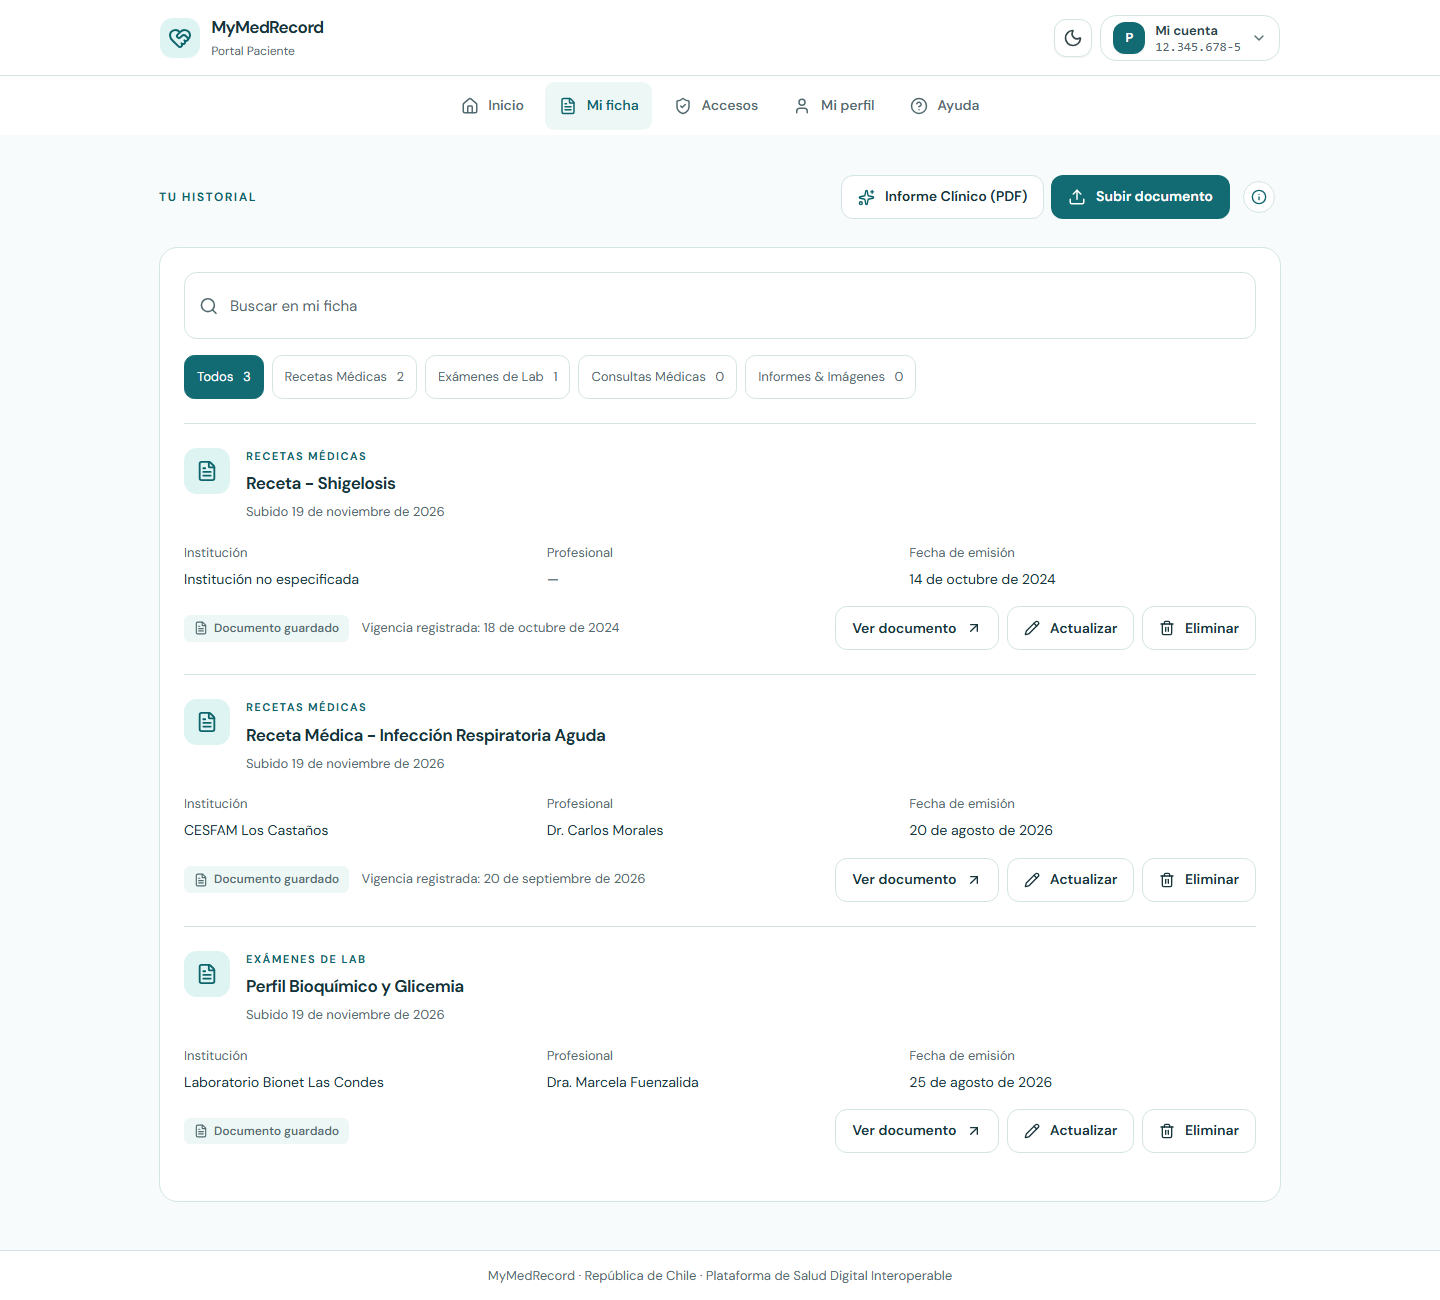 MyMedRecord
Portal Paciente
P
Mi cuenta
12.345.678-5
Inicio
Mi ficha
Accesos
Mi perfil
Ayuda
TU HISTORIAL
Informe Clínico (PDF)
Subir documento
Buscar en mi ficha
Todos 3
Recetas Médicas 2
Exámenes de Lab 1
Consultas Médicas 0
Informes & Imágenes 0
RECETAS MÉDICAS
Receta - Shigelosis
Subido 19 de noviembre de 2026
Institución
Institución no especificada
Profesional
—
Fecha de emisión
14 de octubre de 2024
Documento guardado
Vigencia registrada: 18 de octubre de 2024
Ver documento
Actualizar
Eliminar
RECETAS MÉDICAS
Receta Médica - Infección Respiratoria Aguda
Subido 19 de noviembre de 2026
Institución
CESFAM Los Castaños
Profesional
Dr. Carlos Morales
Fecha de emisión
20 de agosto de 2026
Documento guardado
Vigencia registrada: 20 de septiembre de 2026
Ver documento
Actualizar
Eliminar
EXÁMENES DE LAB
Perfil Bioquímico y Glicemia
Subido 19 de noviembre de 2026
Institución
Laboratorio Bionet Las Condes
Profesional
Dra. Marcela Fuenzalida
Fecha de emisión
25 de agosto de 2026
Documento guardado
Ver documento
Actualizar
Eliminar
MyMedRecord · República de Chile · Plataforma de Salud Digital Interoperable